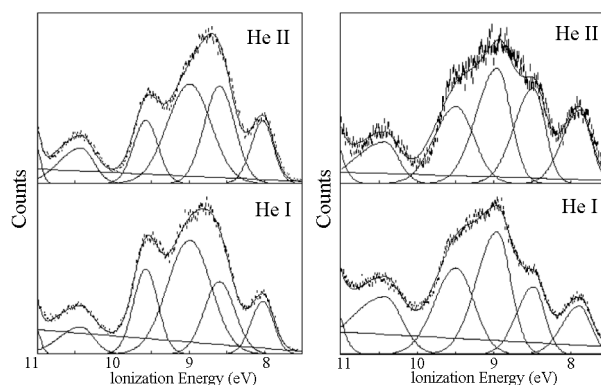 He II
He II
Counts
Counts
He I
He I
11 10 9 8
11 10 9 8
Ionization Energy (eV)
Ionization Energy (eV)